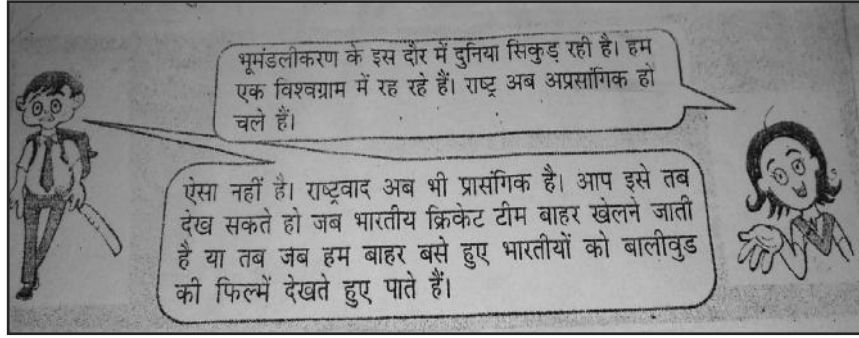 भूमंडलीकरण के इस दौर में दुनिया सिकुड़ रही है। हम
एक विश्वग्राम में रह रहे हैं। राष्ट्र अब अप्रसांगिक हो
चले हैं।
ऐसा नहीं है। राष्ट्रवाद अब भी प्रासंगिक है। आप इसे तब
देख सकते हो जब भारतीय क्रिकेट टीम बाहर खेलने जाती
है या तब जब हम बाहर बसे हुए भारतीयों को बालीवुड
की फिल्में देखते हुए पाते हैं।